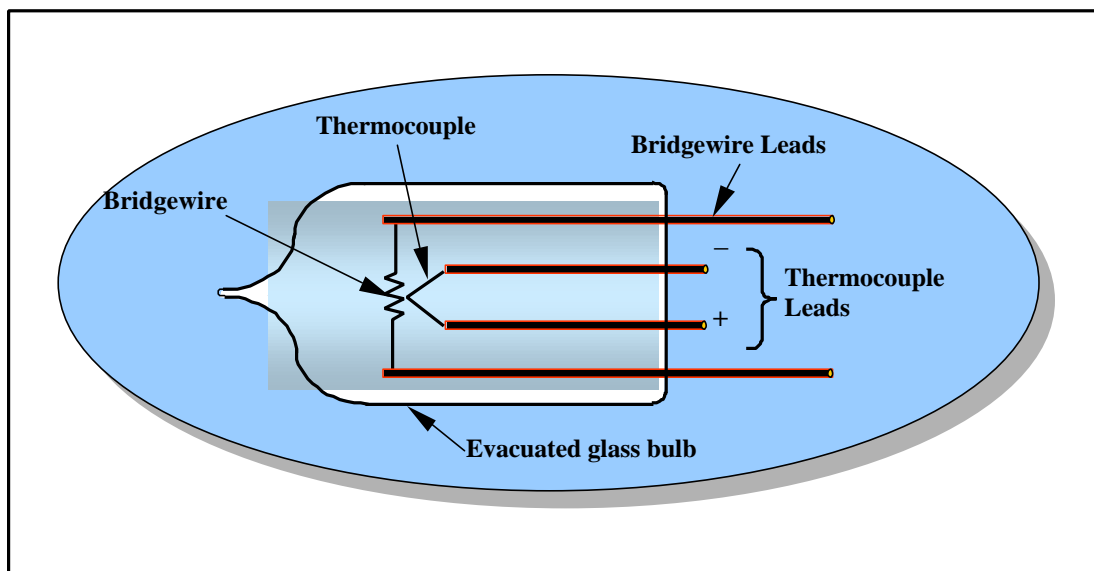 Thermocouple
Bridgewire Leads
Bridgewire
−
Thermocouple
Leads
+
Evacuated glass bulb